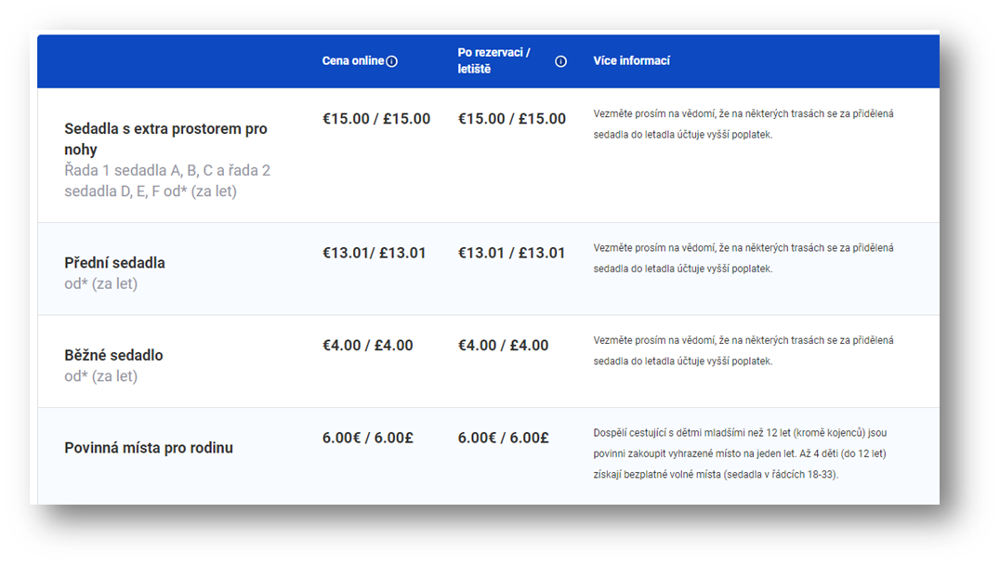 Cena online
Po rezervaci /
letiště
Více informací
Sedadla s extra prostorem pro
nohy
Řada 1 sedadla A, B, C a řada 2
sedadla D, E, F od* (za let)
€15.00 / £15.00
€15.00 / £15.00
Vezměte prosím na vědomí, že na některých trasách se za přidělená
sedadla do letadla účtuje vyšší poplatek.
Přední sedadla
od* (za let)
€13.01/ £13.01
€13.01 / £13.01
Vezměte prosím na vědomí, že na některých trasách se za přidělená
sedadla do letadla účtuje vyšší poplatek.
Běžné sedadlo
od* (za let)
€4.00 / £4.00
€4.00 / £4.00
Vezměte prosím na vědomí, že na některých trasách se za přidělená
sedadla do letadla účtuje vyšší poplatek.
Povinná místa pro rodinu
6.00€ / 6.00£
6.00€ / 6.00£
Dospělí cestující s dětmi mladšími než 12 let (kromě kojenců) jsou
povinni zakoupit vyhrazené místo na jeden let. Až 4 děti (do 12 let)
získají bezplatné volné místa (sedadla v řádcích 18-33).